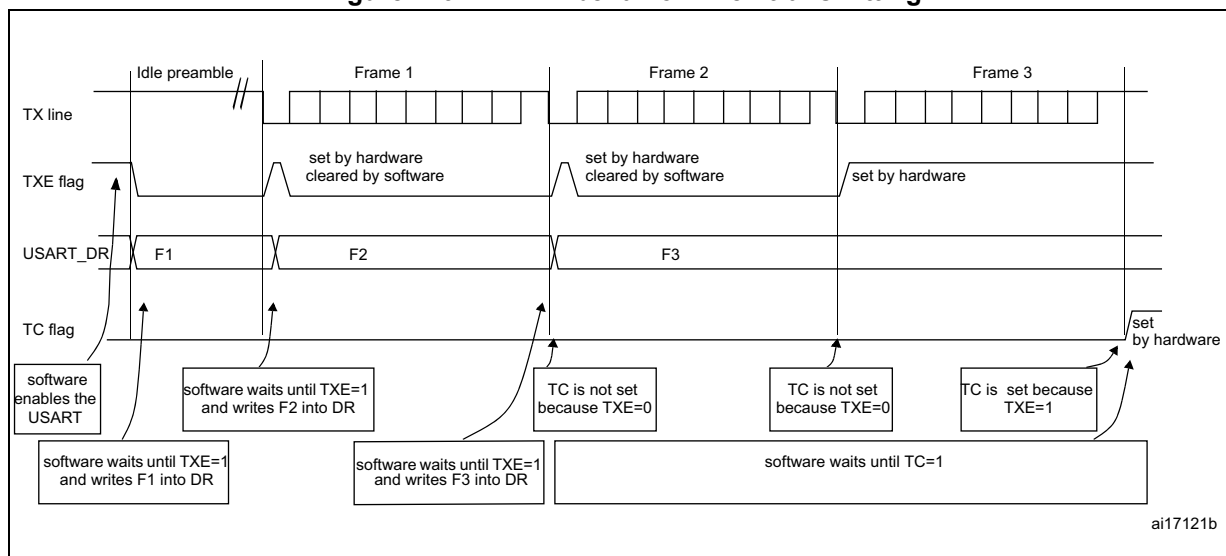 Idle preamble Frame 1 Frame 2 Frame 3
TX line
TXE flag
set by hardware
cleared by software
set by hardware
cleared by software
set by hardware
USART_DR F1 F2 F3
TC flag
set
by hardware
software
enables the
USART
software waits until TXE=1
and writes F2 into DR
TC is not set
because TXE=0
TC is not set
because TXE=0
TC is set because
TXE=1
software waits until TXE=1
and writes F1 into DR
software waits until TXE=1
and writes F3 into DR
software waits until TC=1
ai17121b